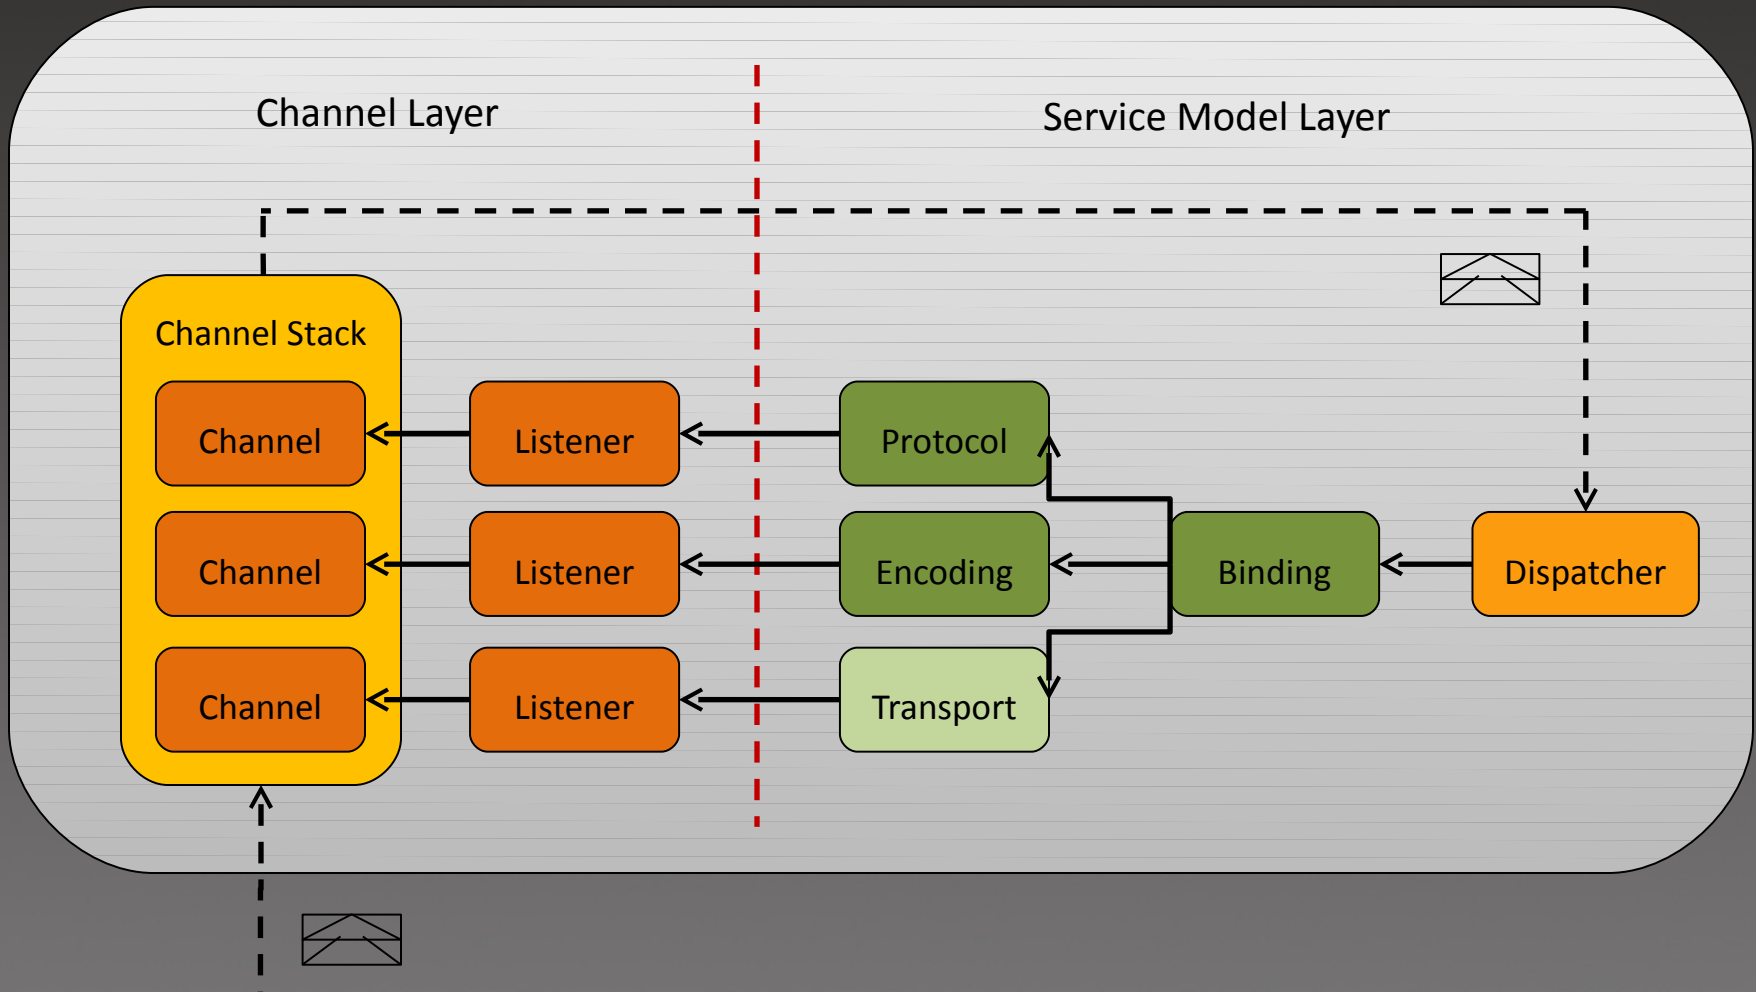 Channel Layer
Service Model Layer
Channel Stack
Channel
Listener
Protocol
Channel
Listener
Encoding
Binding
Dispatcher
Channel
Listener
Transport